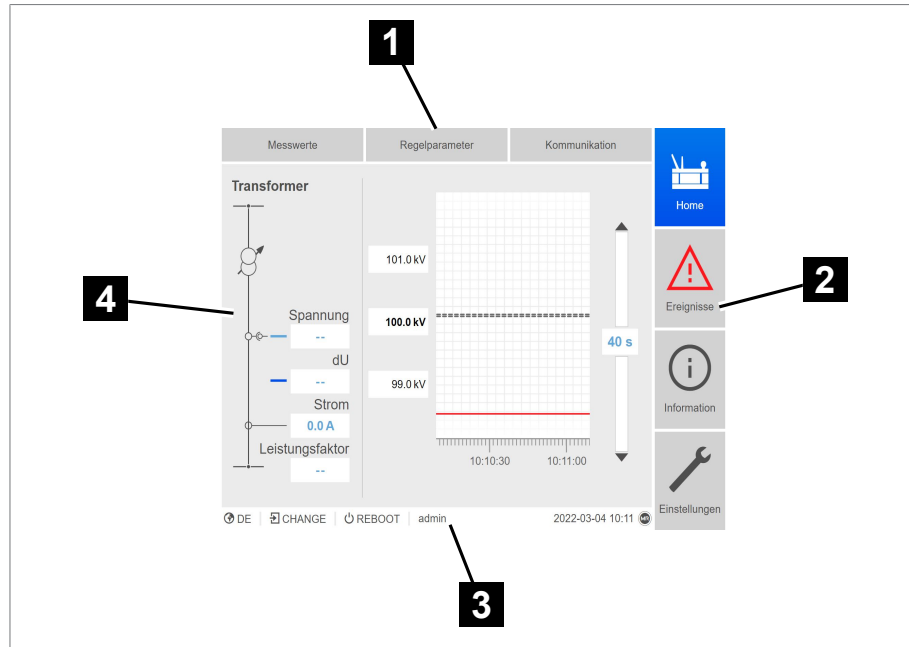 1
Messwerte Regelparameter Kommunikation
Home
Transformer
101.0 kV
Ereignisse
2
4
Spannung
--
100.0 kV
40 s
dU
--
99.0 kV
Information
Strom
0.0 A
Leistungsfaktor
--
10:10:30 10:11:00
Einstellungen
DE CHANGE REBOOT admin 2022-03-04 10:11 MR
3